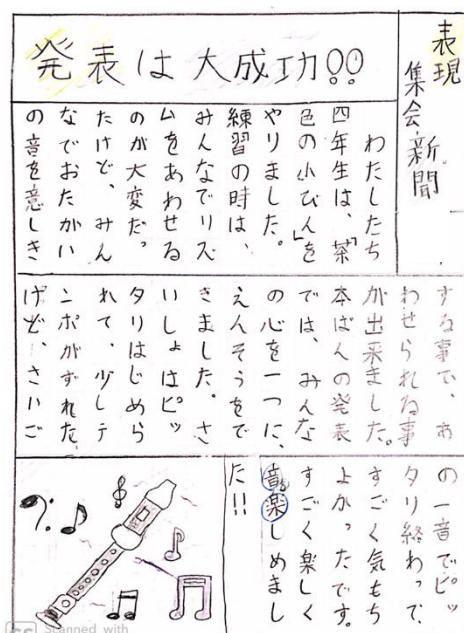 表現
集会新聞
発表は大成功!!
わたしたち
四年生は、「茶
色の小びん」を
やりました。
練習の時は、
みんなでリズ
ムをあわせる
のが大変だっ
たけど、みん
なでおたがい
の音を意しき
する事で、あ
わせられる事
が出来ました。
本ばんの発表
では、みんな
の心を一つに、
えんそうをで
きました。さ
いしょはピッ
タリはじめら
れて、少しテ
ンポがずれた
けど、さいご
の一音でピッ
タリ終わって、
すごく気もち
よかったです。
すごく楽しく
音楽しめまし
た!!
CS Scanned with